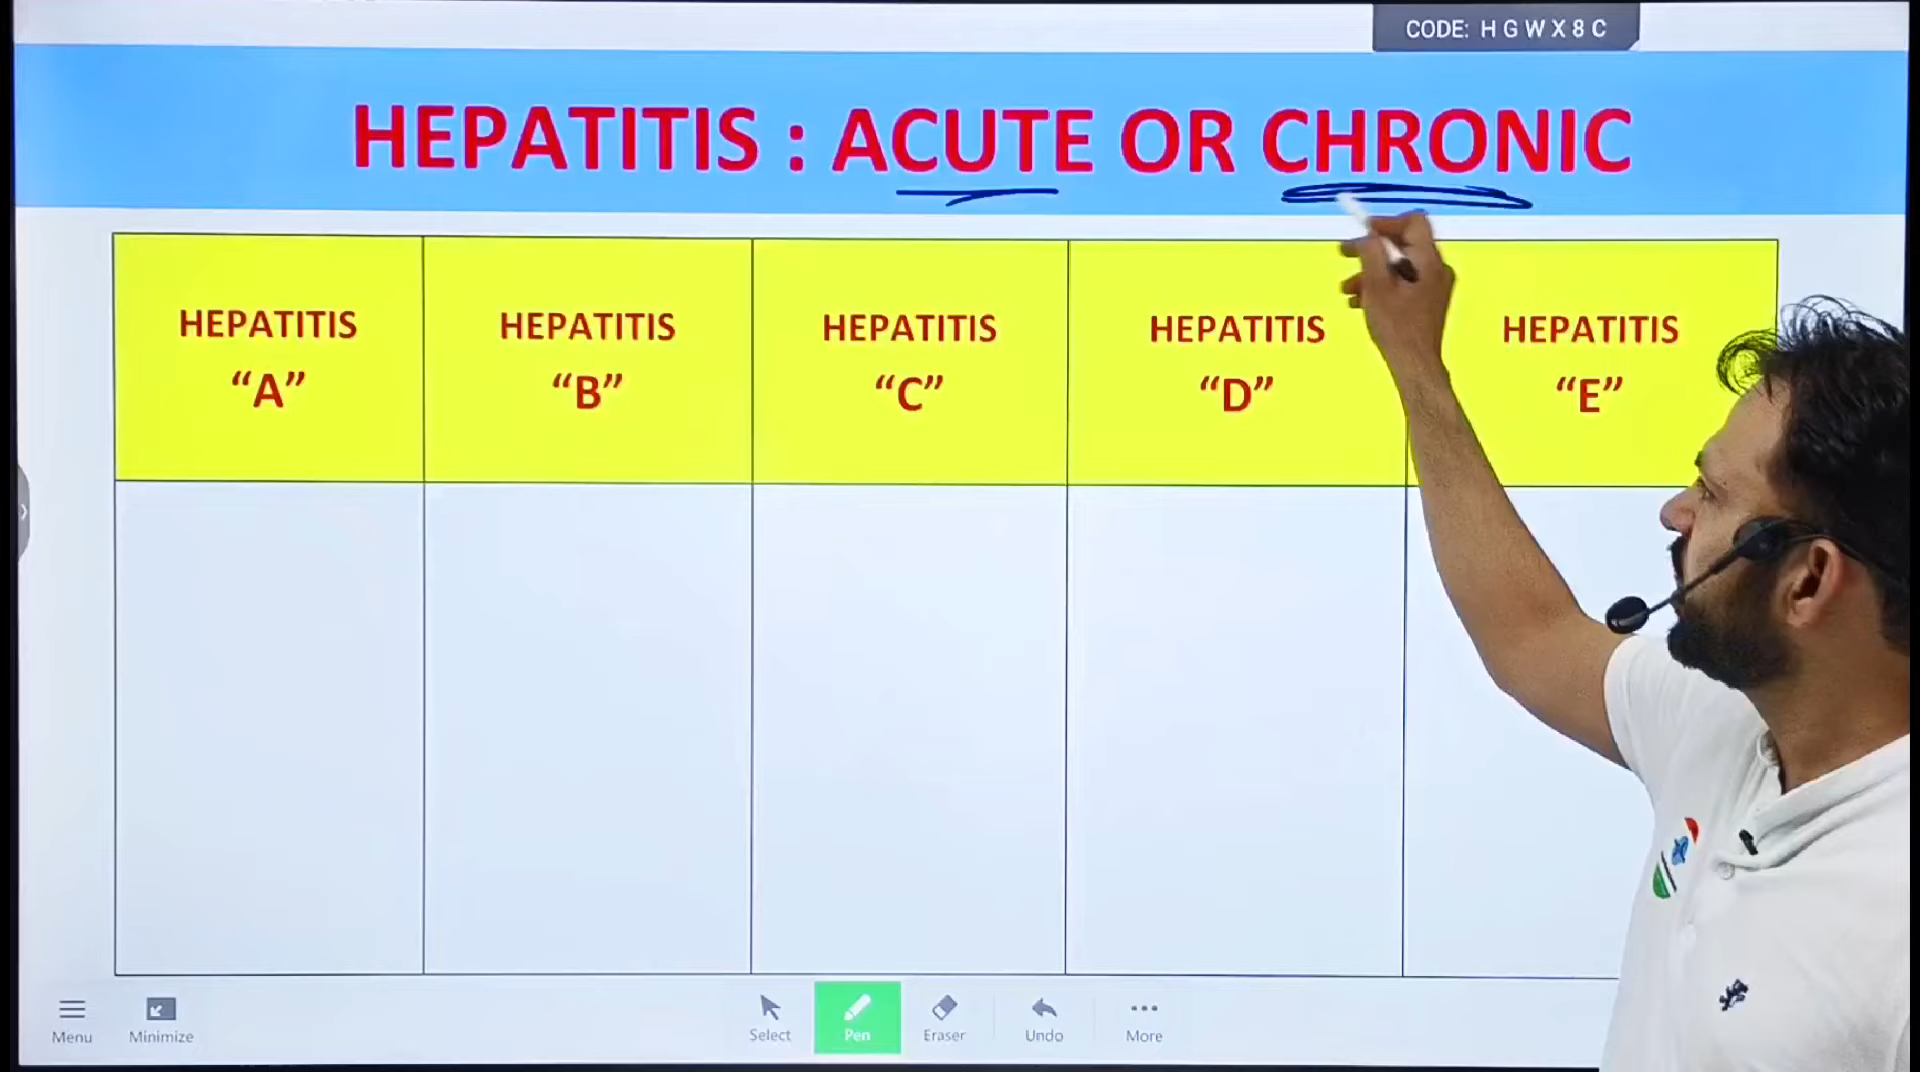 CODE: H G W X 8 C
HEPATITIS : ACUTE OR CHRONIC
HEPATITIS
“A”
HEPATITIS
“B”
HEPATITIS
“C”
HEPATITIS
“D”
HEPATITIS
“E”
Menu
Minimize
Select
Pen
Eraser
Undo
More